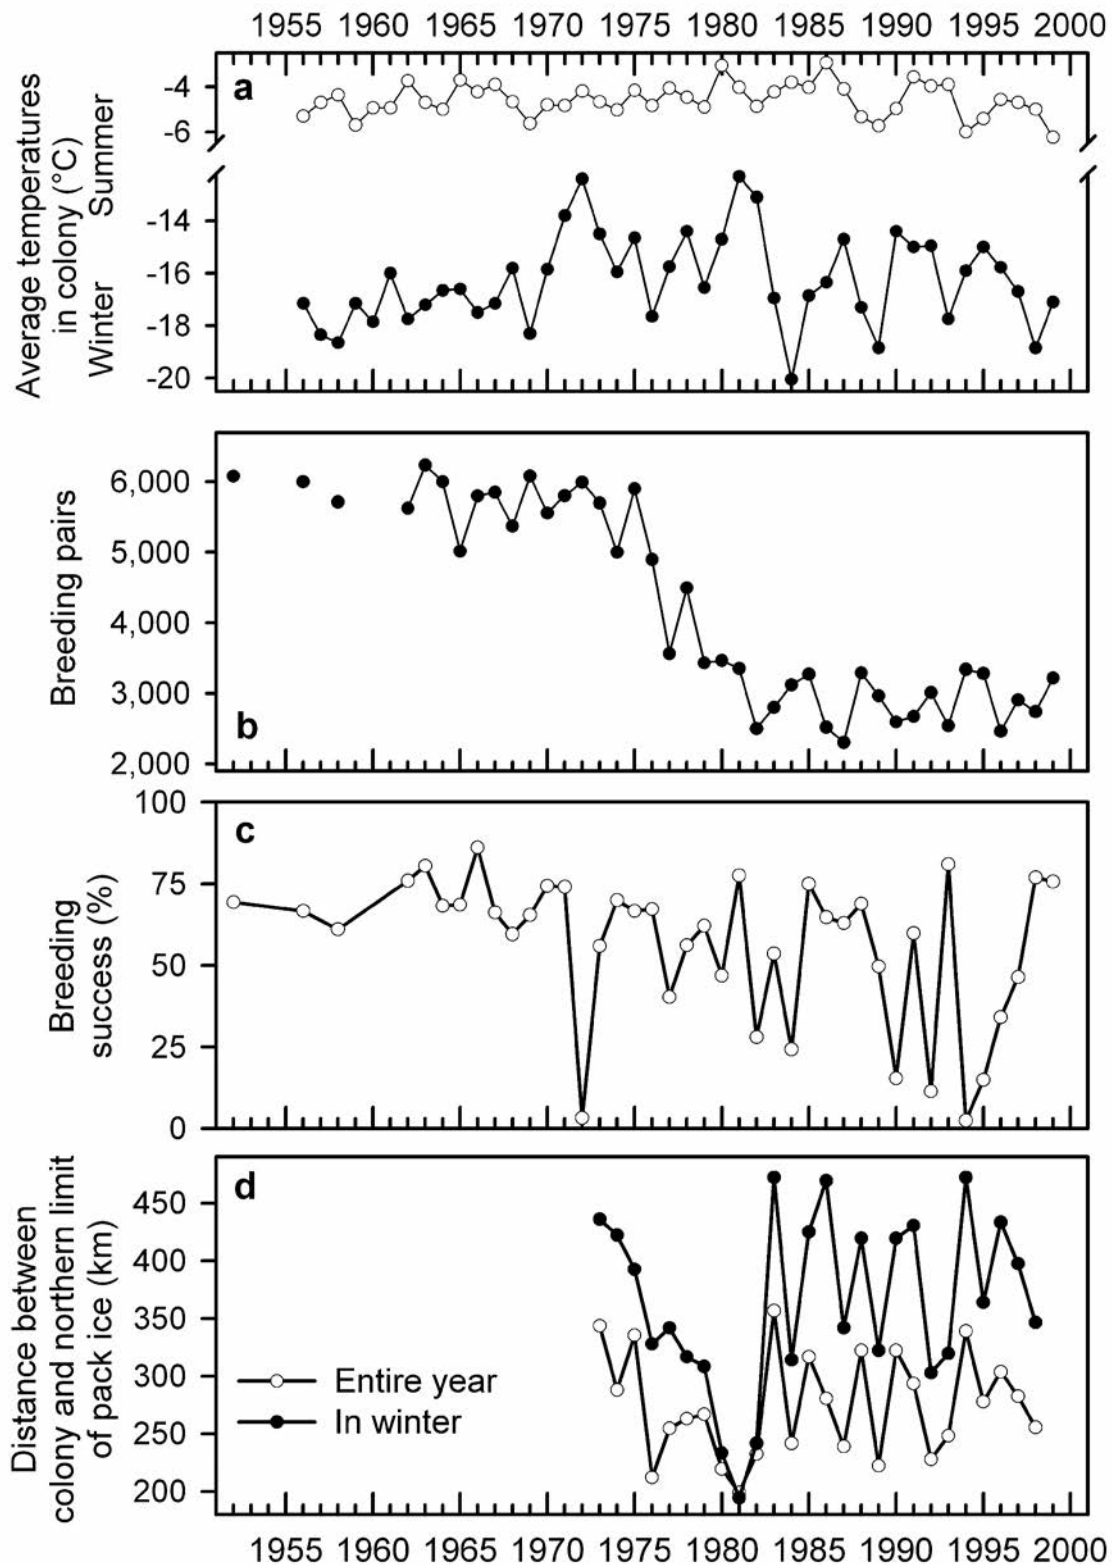 1955 1960 1965 1970 1975 1980 1985 1990 1995 2000
a
Average temperatures
in colony (°C)
Winter Summer
-4
-6
-14
-16
-18
-20
b
Breeding pairs
6,000
5,000
4,000
3,000
2,000
c
Breeding
success (%)
100
75
50
25
0
d
Distance between
colony and northern limit
of pack ice (km)
450
400
350
300
250
200
Entire year
In winter
1955 1960 1965 1970 1975 1980 1985 1990 1995 2000